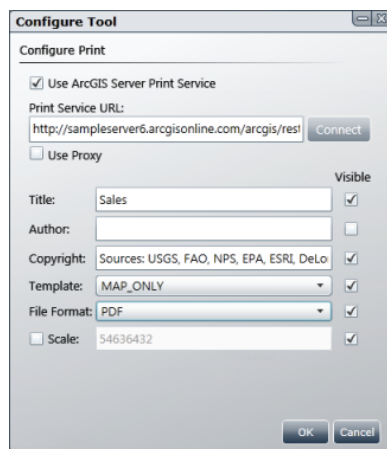 Configure Tool
Configure Print
Use ArcGIS Server Print Service
Print Service URL:
http://sampleserver6.arcgisonline.com/arcgis/rest Connect
Use Proxy
Visible
Title: Sales
Author:
Copyright: Sources: USGS, FAO, NPS, EPA, ESRI, DeLo
Template: MAP_ONLY
File Format: PDF
Scale: 54636432
OK Cancel